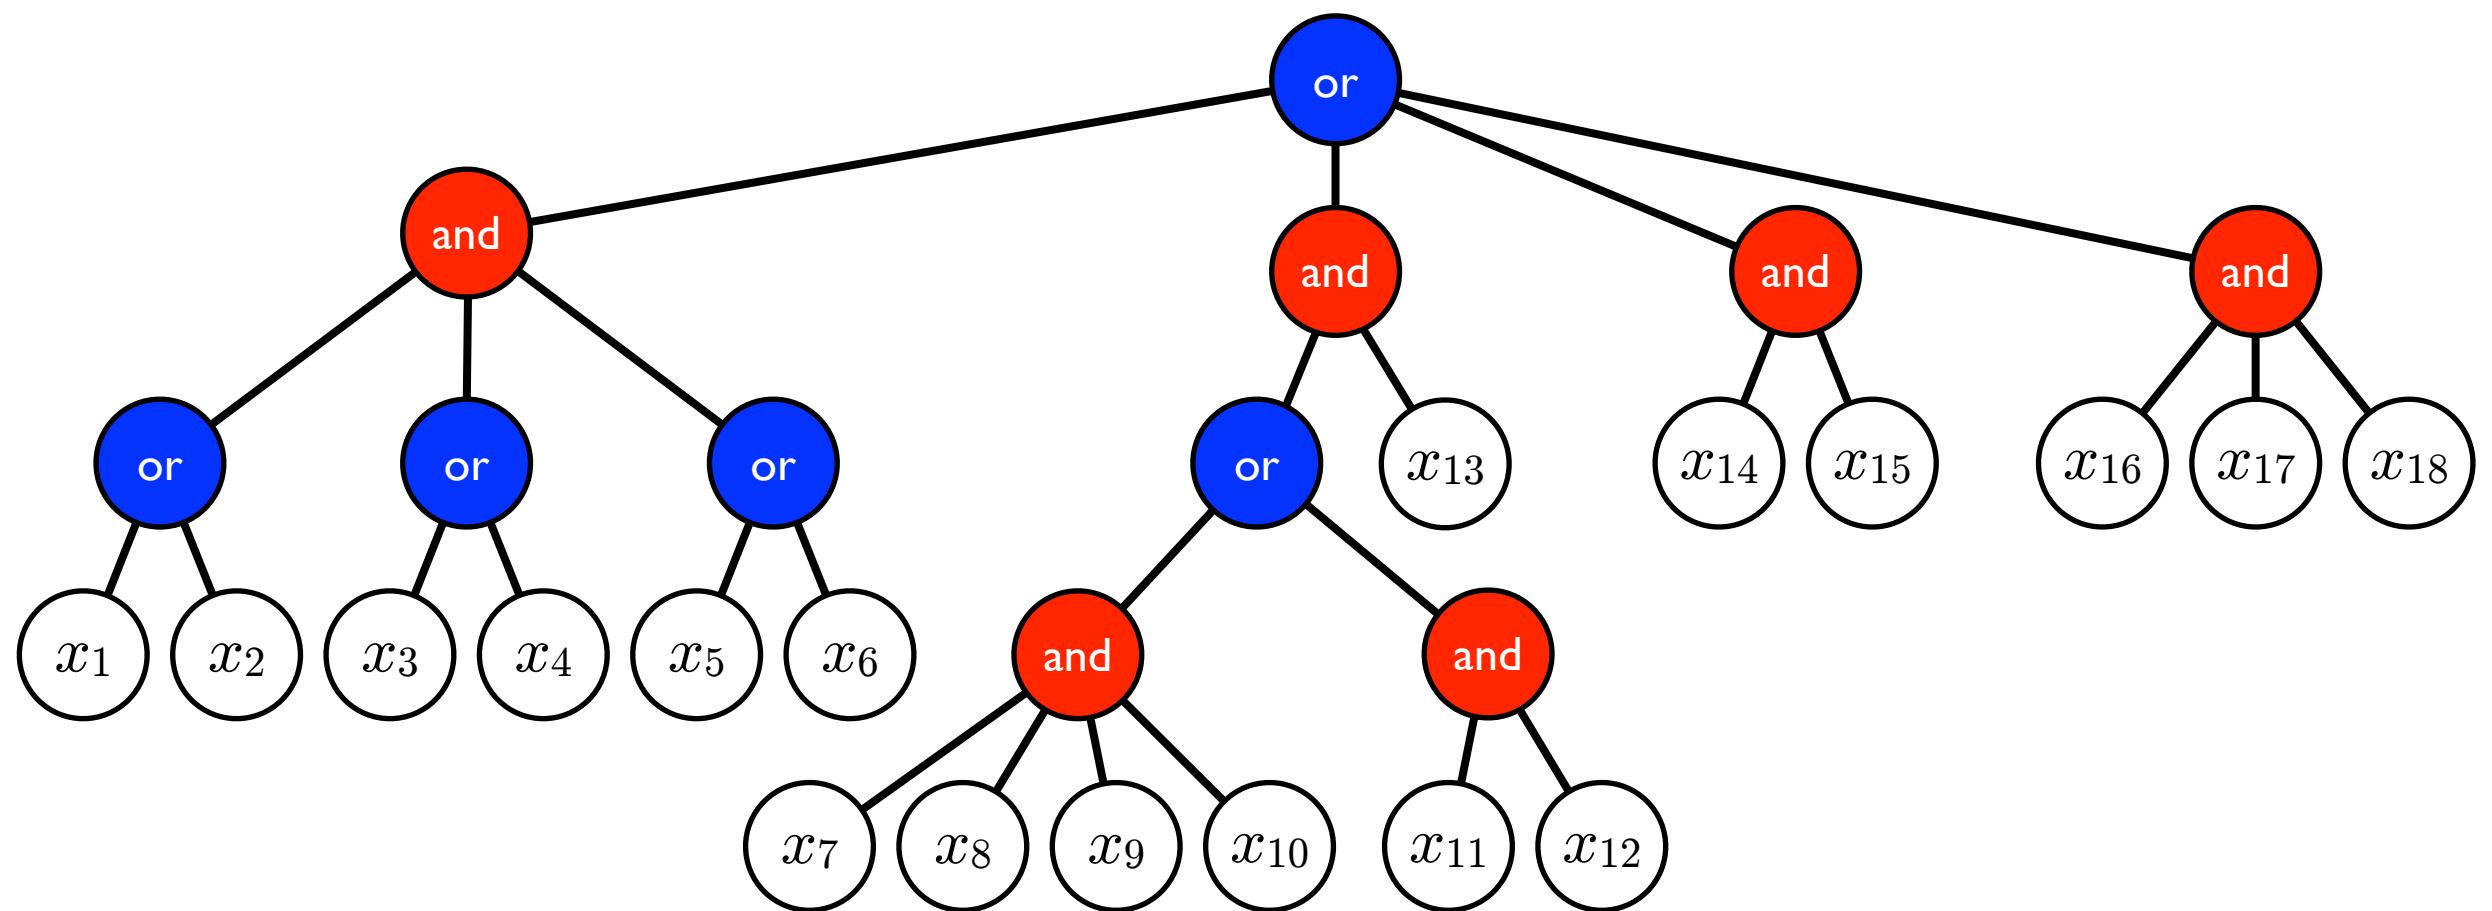 or
and
and
and
and
or
or
or
or
x13
x14
x15
x16
x17
x18
x1
x2
x3
x4
x5
x6
and
and
x7
x8
x9
x10
x11
x12